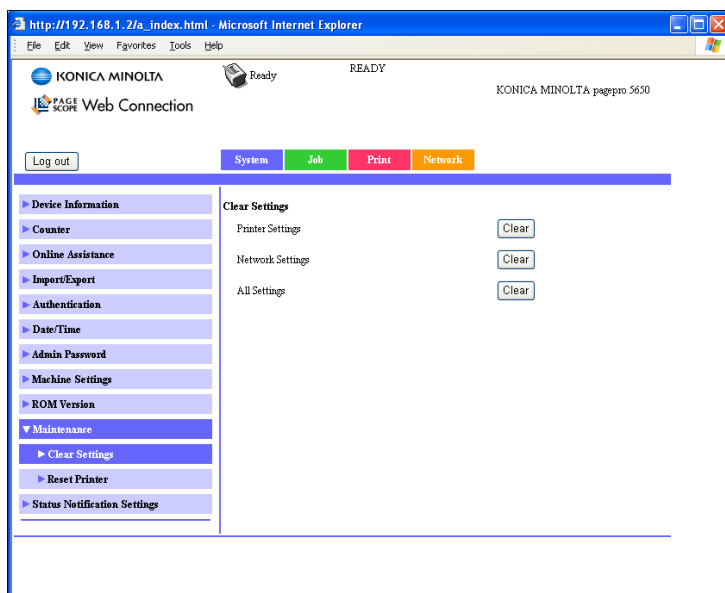 http://192.168.1.2/a_index.html - Microsoft Internet Explorer
File Edit View Favorites Tools Help
KONICA MINOLTA
Ready
READY
KONICA MINOLTA pagepro 5650
PAGE SCOPE Web Connection
Log out
System Job Print Network
Device Information
Counter
Online Assistance
Import/Export
Authentication
Date/Time
Admin Password
Machine Settings
ROM Version
Maintenance
Clear Settings
Reset Printer
Status Notification Settings
Clear Settings
Printer Settings Clear
Network Settings Clear
All Settings Clear